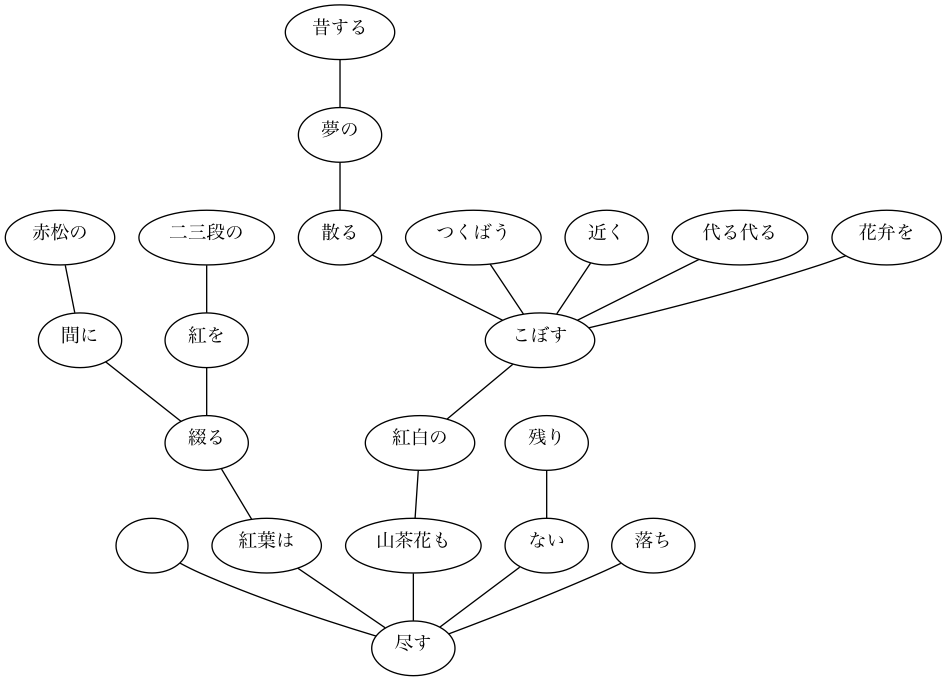 昔する
夢の
赤松の 二三段の 散る つくばう 近く 代る代る 花弁を
間に 紅を こぼす
綴る 紅白の 残り
紅葉は 山茶花も ない 落ち
尽す